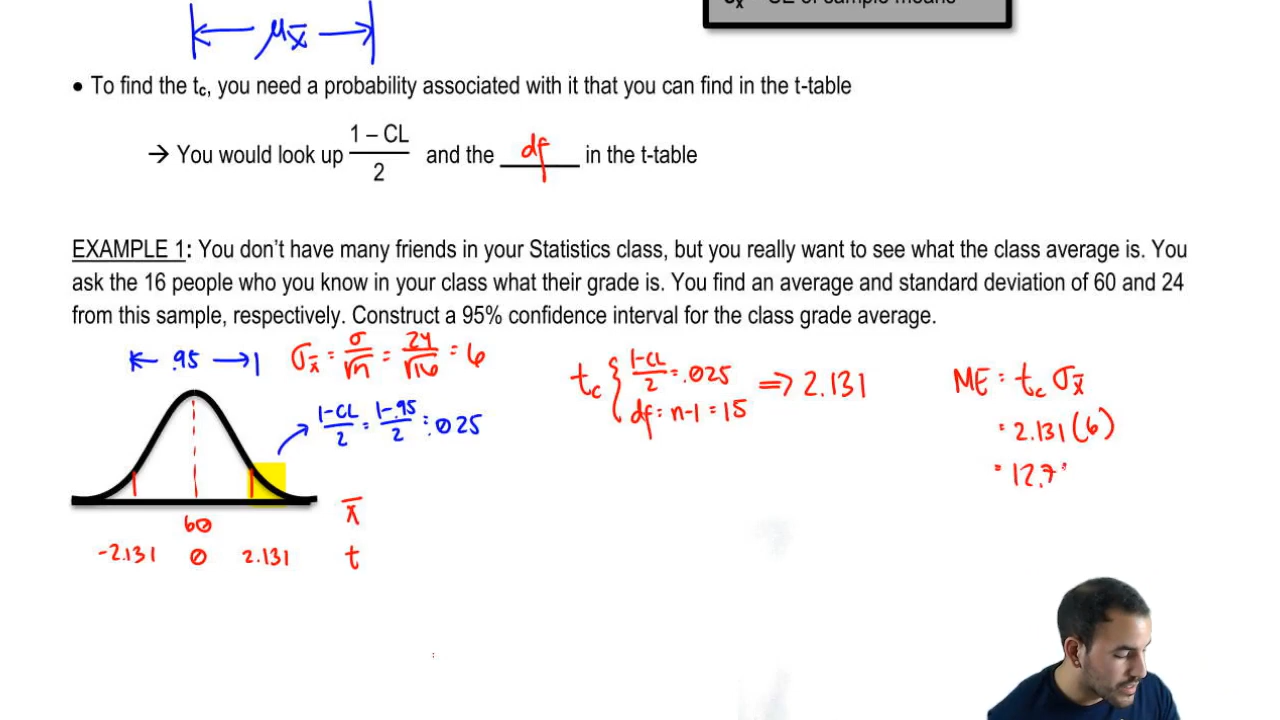 ← μx̄ →
• To find the tc, you need a probability associated with it that you can find in the t-table
→ You would look up (1 – CL)/2 and the df in the t-table
EXAMPLE 1: You don't have many friends in your Statistics class, but you really want to see what the class average is. You
ask the 16 people who you know in your class what their grade is. You find an average and standard deviation of 60 and 24
from this sample, respectively. Construct a 95% confidence interval for the class grade average.
← .95 →
σx̄ = σ/√n = 24/√16 = 6
(1-CL)/2 = (1-.95)/2 = .025
tc { (1-CL)/2 = .025
df = n-1 = 15
⇒ 2.131
ME = tc σx̄
= 2.131(6)
= 12.7
60 x̄
-2.131 0 2.131 t